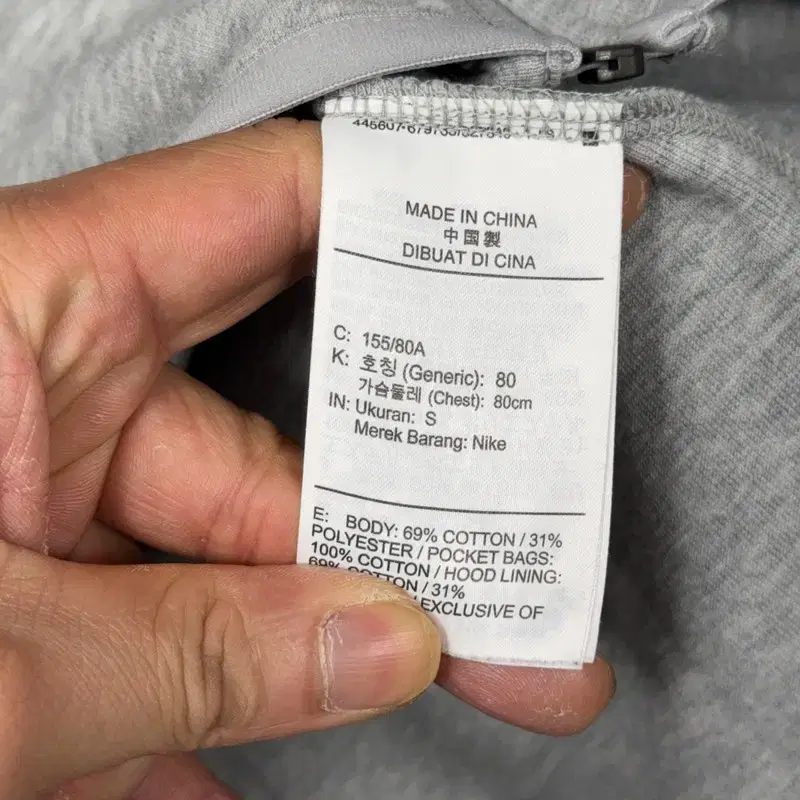 MADE IN CHINA
中国製
DIBUAT DI CINA
C: 155/80A
K: 호칭 (Generic): 80
가슴둘레 (Chest): 80cm
IN: Ukuran: S
Merek Barang: Nike
E: BODY: 69% COTTON / 31%
POLYESTER / POCKET BAGS:
100% COTTON / HOOD LINING:
69% COTTON / 31%
EXCLUSIVE OF